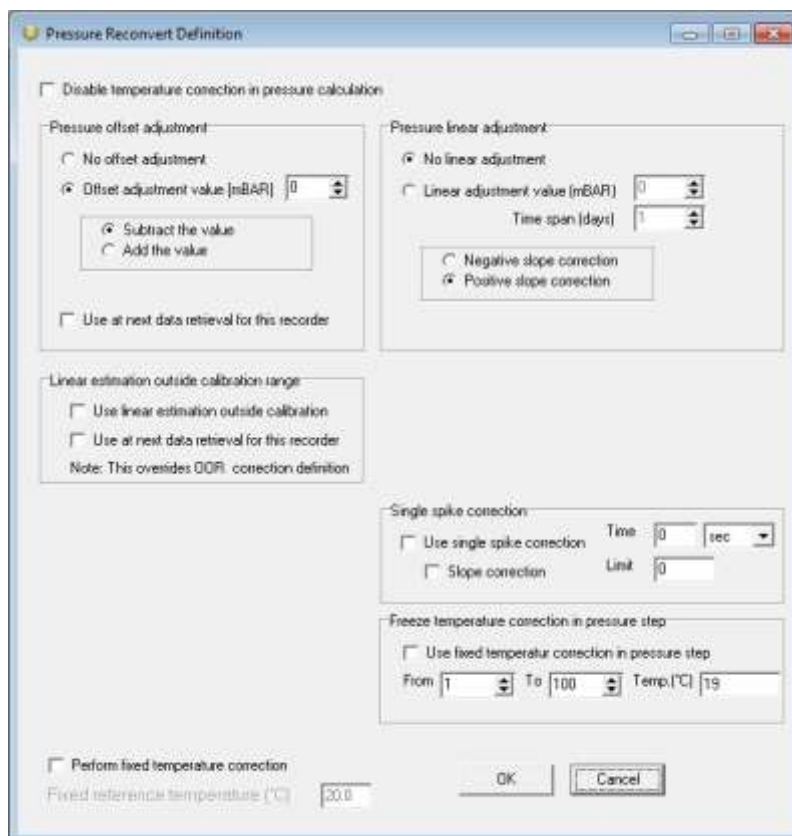 Pressure Reconvert Definition
Disable temperature correction in pressure calculation
Pressure offset adjustment
No offset adjustment
Offset adjustment value (mBAR) 0
Subtract the value
Add the value
Use at next data retrieval for this recorder
Pressure linear adjustment
No linear adjustment
Linear adjustment value (mBAR) 0
Time span (days) 1
Negative slope correction
Positive slope correction
Linear estimation outside calibration range
Use linear estimation outside calibration
Use at next data retrieval for this recorder
Note: This overrides OOR correction definition
Single spike correction
Use single spike correction Time 0 sec
Slope correction Limit 0
Freeze temperature correction in pressure step
Use fixed temperatur correction in pressure step
From 1 To 100 Temp.(°C) 19
Perform fixed temperature correction
Fixed reference temperature (°C) 20.0
OK Cancel